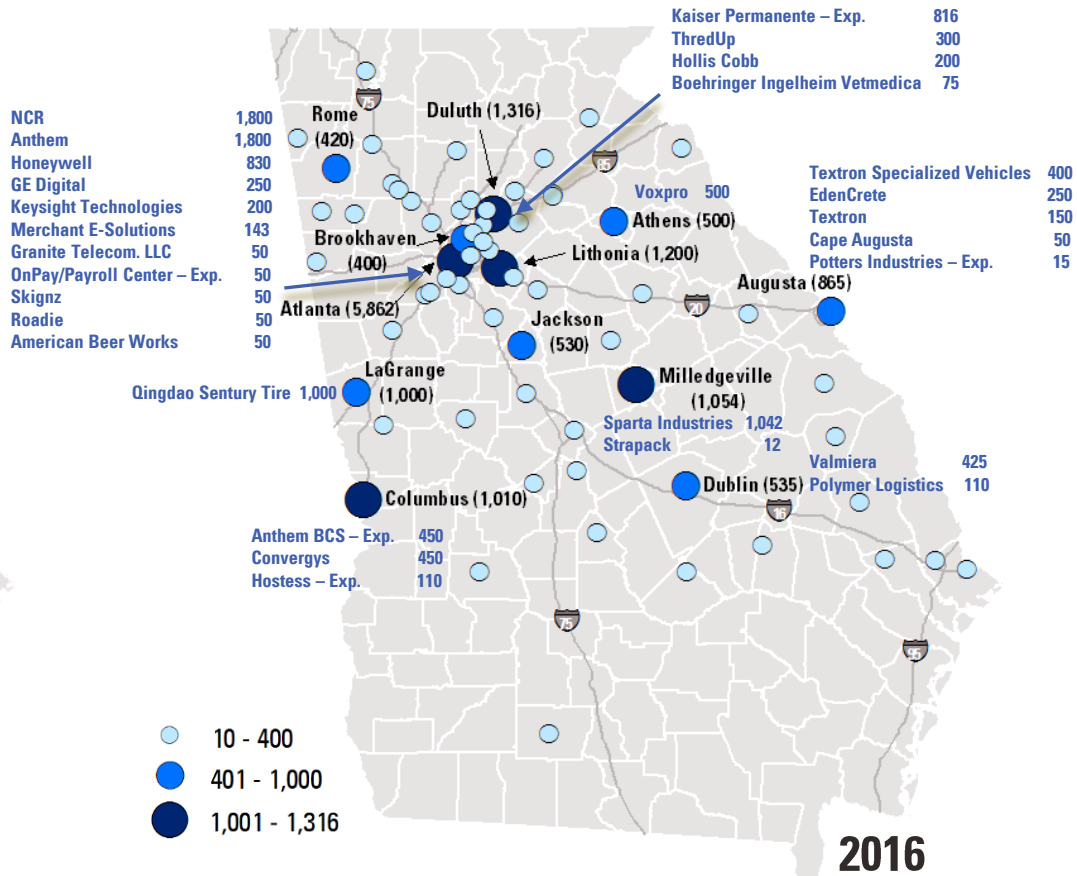 Kaiser Permanente – Exp. 816
ThredUp 300
Hollis Cobb 200
Boehringer Ingelheim Vetmedica 75
NCR 1,800
Anthem 1,800
Honeywell 830
GE Digital 250
Keysight Technologies 200
Merchant E-Solutions 143
Granite Telecom. LLC 50
OnPay/Payroll Center – Exp. 50
Skignz 50
Roadie 50
American Beer Works 50
75
Rome
(420)
Duluth (1,316)
85
Voxpro 500
Athens (500)
Textron Specialized Vehicles 400
EdenCrete 250
Textron 150
Cape Augusta 50
Potters Industries – Exp. 15
Augusta (865)
Brookhaven
(400)
Lithonia (1,200)
Atlanta (5,862)
20
Jackson
(530)
LaGrange
(1,000)
Qingdao Sentury Tire 1,000
Milledgeville
(1,054)
Sparta Industries 1,042
Strapack 12
Valmiera 425
Polymer Logistics 110
Dublin (535)
16
Columbus (1,010)
Anthem BCS – Exp. 450
Convergys 450
Hostess – Exp. 110
75
95
10 - 400
401 - 1,000
1,001 - 1,316
2016